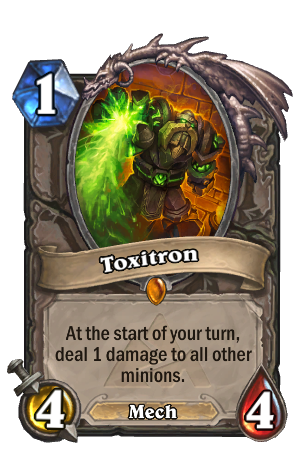 1
Toxitron
At the start of your turn,
deal 1 damage to all other
minions.
4
Mech
4